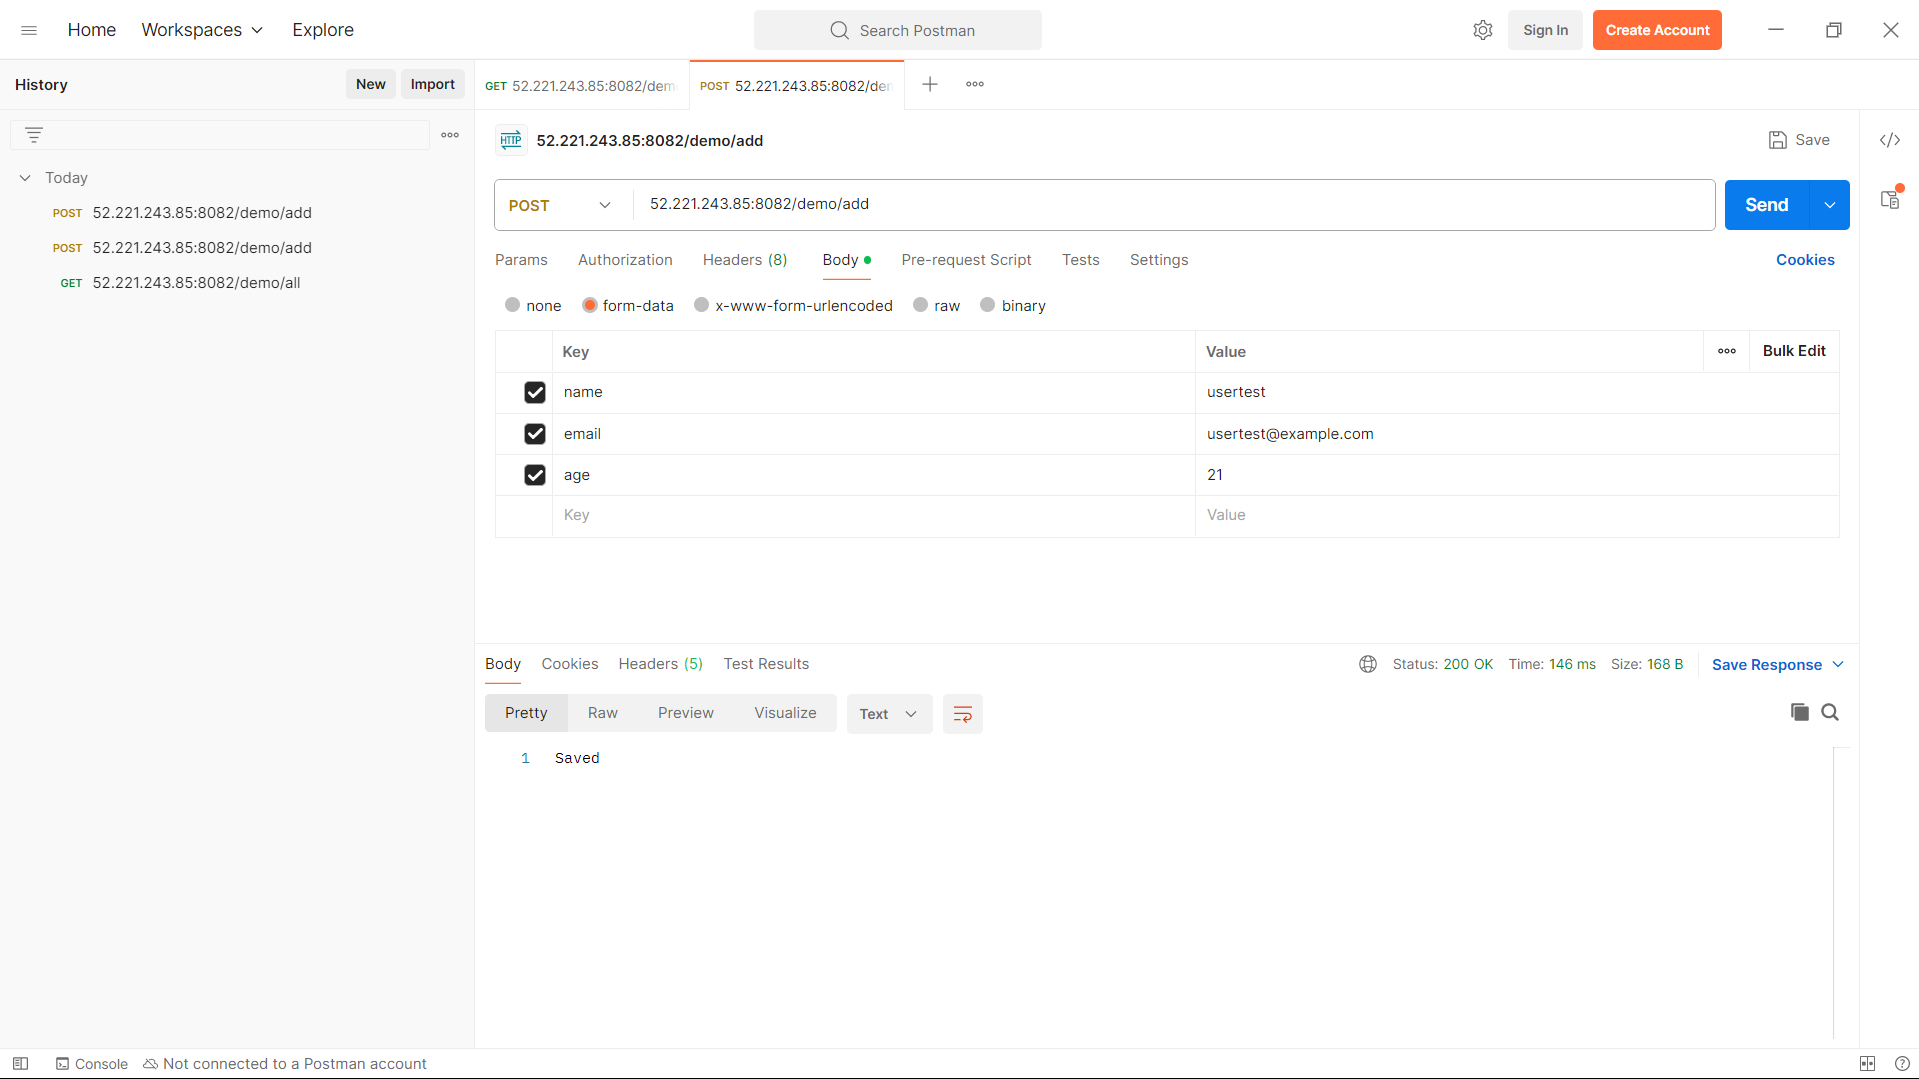 Home Workspaces Explore Search Postman Sign In Create Account
History New Import GET 52.221.243.85:8082/dem POST 52.221.243.85:8082/den
HTTP 52.221.243.85:8082/demo/add Save
Today
POST 52.221.243.85:8082/demo/add
POST 52.221.243.85:8082/demo/add
GET 52.221.243.85:8082/demo/all
POST 52.221.243.85:8082/demo/add Send
Params Authorization Headers (8) Body Pre-request Script Tests Settings Cookies
none form-data x-www-form-urlencoded raw binary
Key Value Bulk Edit
name usertest
email usertest@example.com
age 21
Key Value
Body Cookies Headers (5) Test Results Status: 200 OK Time: 146 ms Size: 168 B Save Response
Pretty Raw Preview Visualize Text
1 Saved
Console Not connected to a Postman account